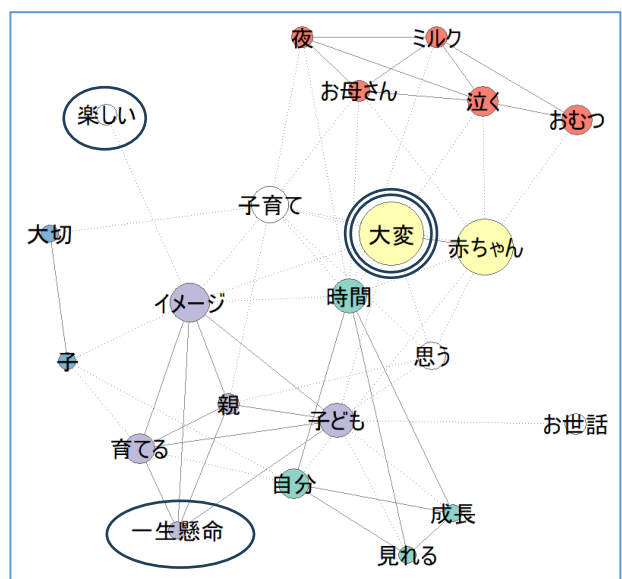 夜
ミルク
お母さん
泣く
おむつ
楽しい
子育て
大切
大変
赤ちゃん
イメージ
時間
思う
子
親
子ども
お世話
育てる
自分
成長
一生懸命
見れる